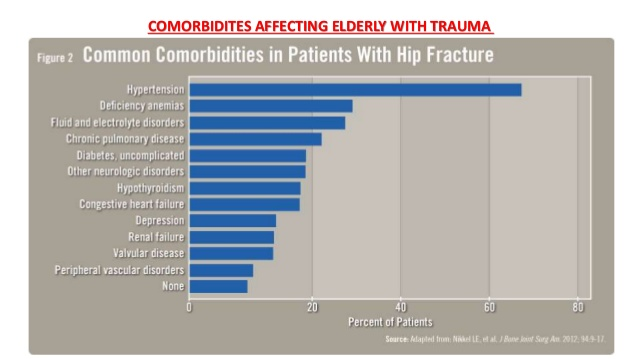 COMORBIDITES AFFECTING ELDERLY WITH TRAUMA
Figure 2 Common Comorbidities in Patients With Hip Fracture
Hypertension
Deficiency anemias
Fluid and electrolyte disorders
Chronic pulmonary disease
Diabetes, uncomplicated
Other neurologic disorders
Hypothyroidism
Congestive heart failure
Depression
Renal failure
Valvular disease
Peripheral vascular disorders
None
0 20 40 60 80
Percent of Patients
Source: Adapted from: Nikkel LE, et al. J Bone Joint Surg Am. 2012; 94:9-17.